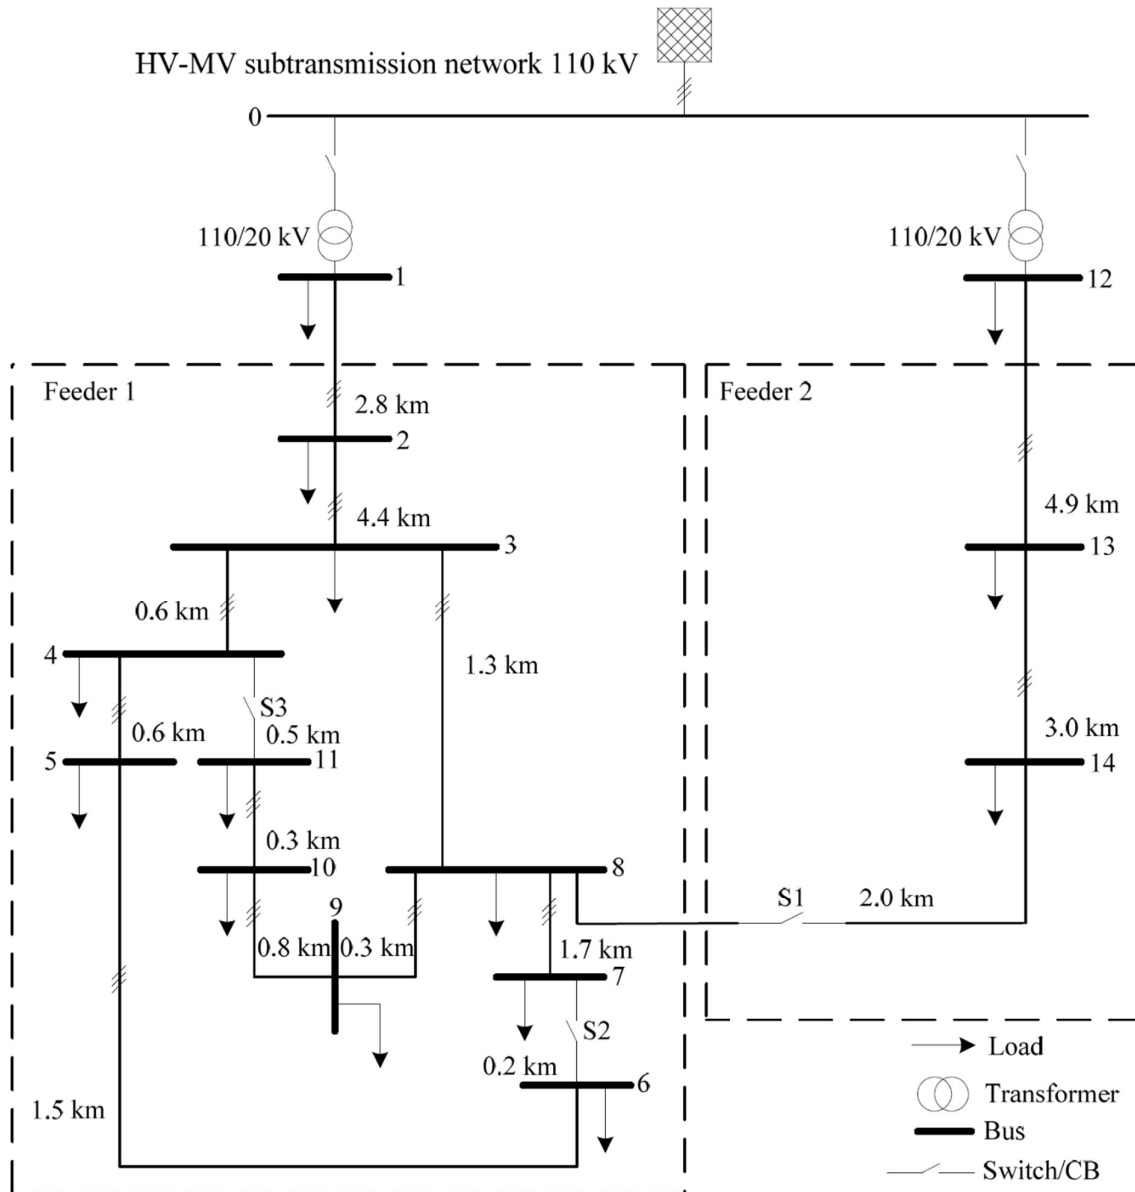 HV-MV subtransmission network 110 kV
0
110/20 kV
110/20 kV
1
12
Feeder 1
Feeder 2
2.8 km
2
4.4 km
4.9 km
3
13
0.6 km
4
1.3 km
S3
0.6 km
0.5 km
3.0 km
5
11
14
0.3 km
10
8
9
S1
2.0 km
0.8 km
0.3 km
1.7 km
7
S2
0.2 km
6
1.5 km
Load
Transformer
Bus
Switch/CB